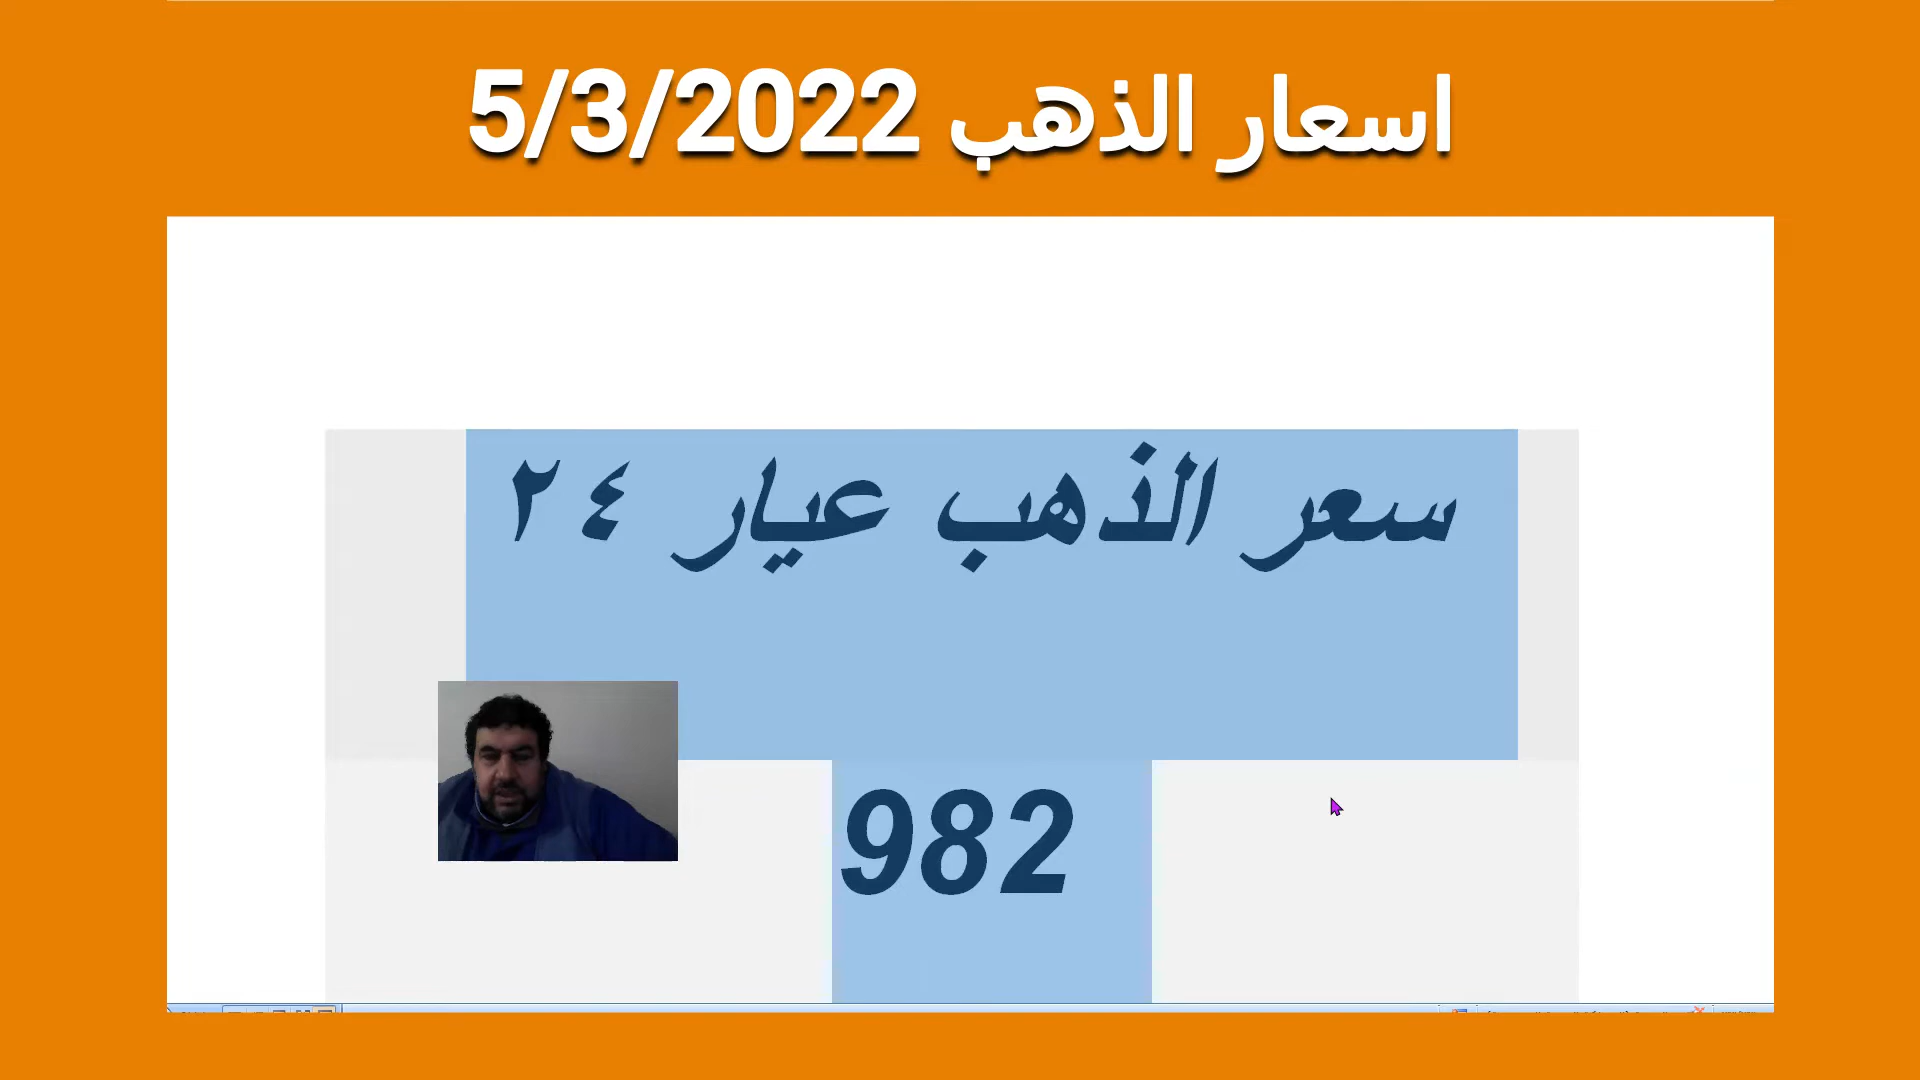 اسعار الذهب 5/3/2022
سعر الذهب عيار ٢٤
982